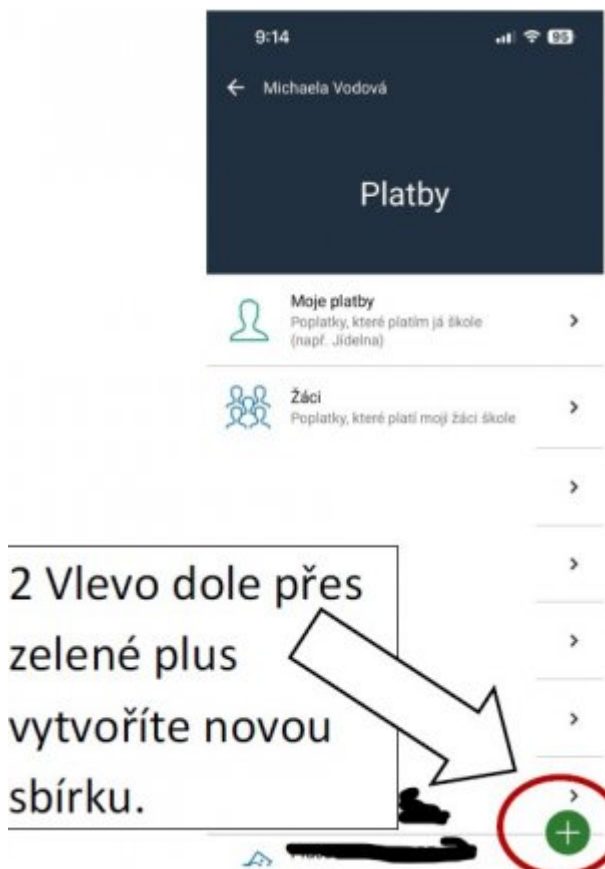 9:14
95
Michaela Vodová
Platby
Moje platby
Poplatky, které platím já škole
(např. Jídelna)
Žáci
Poplatky, které platí moji žáci škole
2 Vlevo dole přes
zelené plus
vytvoříte novou
sbírku.